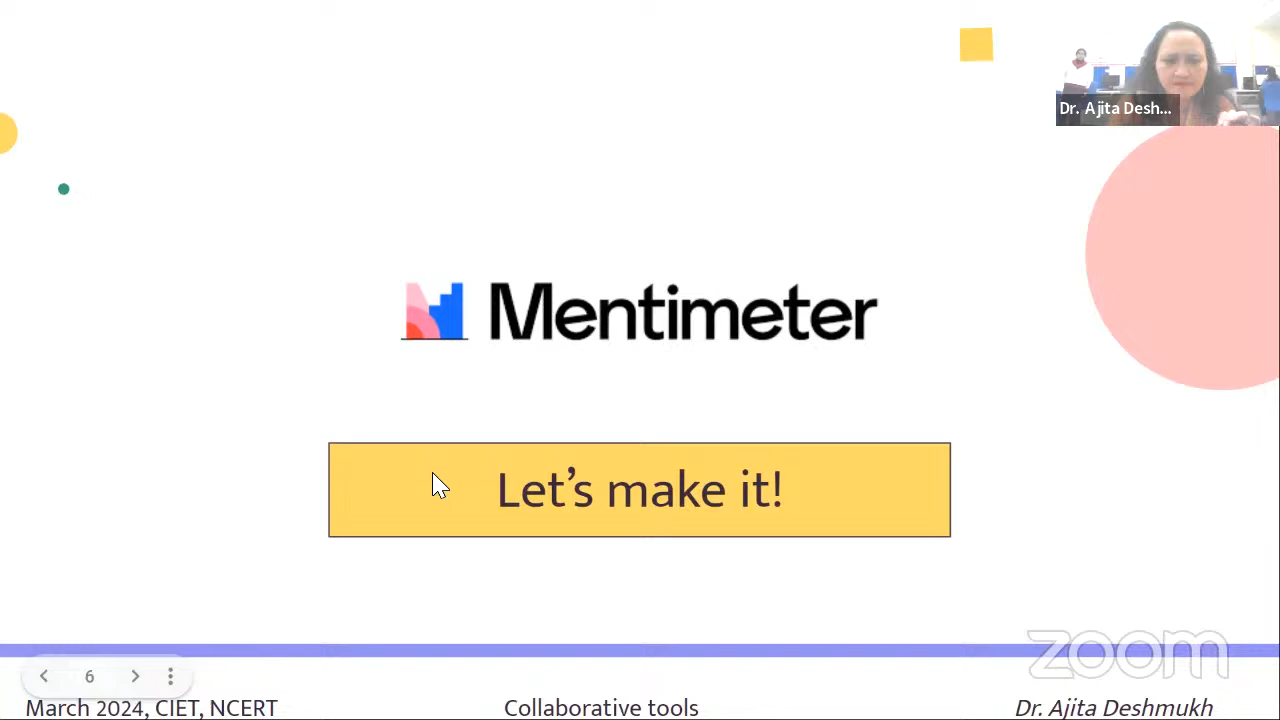 Dr. Ajita Desh...
Mentimeter
Let's make it!
zoom
6
March 2024, CIET, NCERT
Collaborative tools
Dr. Ajita Deshmukh